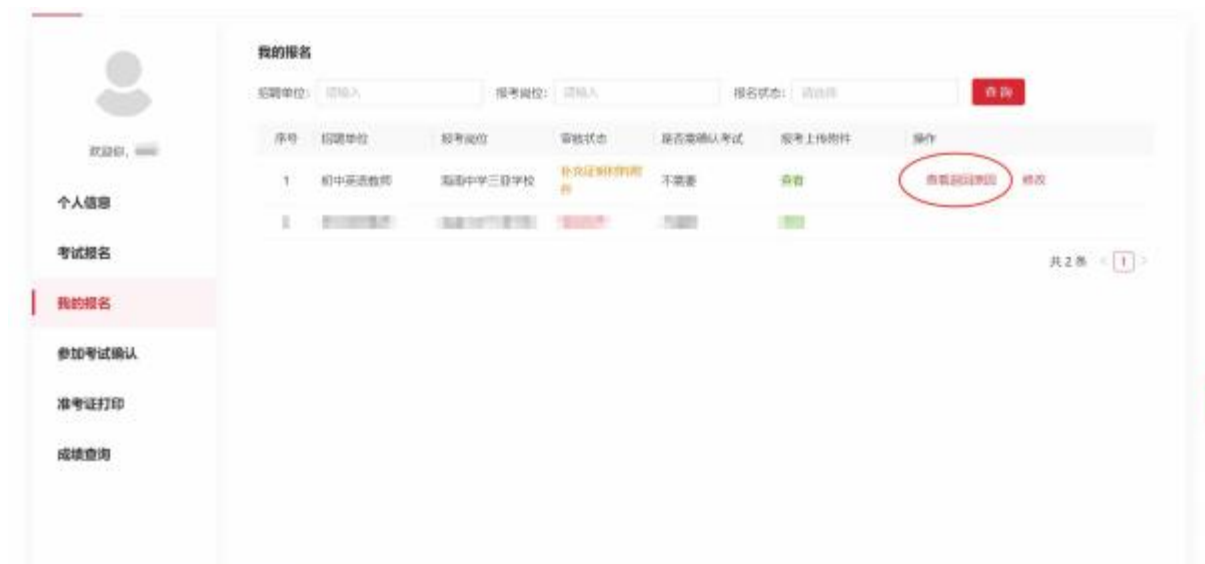 我的报名
招聘单位: 请输入 报考岗位: 请输入 报名状态: 请选择 查询
序号 招聘单位 报考岗位 审核状态 是否需确认考试 报考上传附件 操作
欢迎你,
1 初中英语教师 海南中学三亚学校 补充证明材料附件 不需要 查看 查看退回原因 修改
个人信息
考试报名
共 2 条 < 1 >
我的报名
参加考试确认
准考证打印
成绩查询